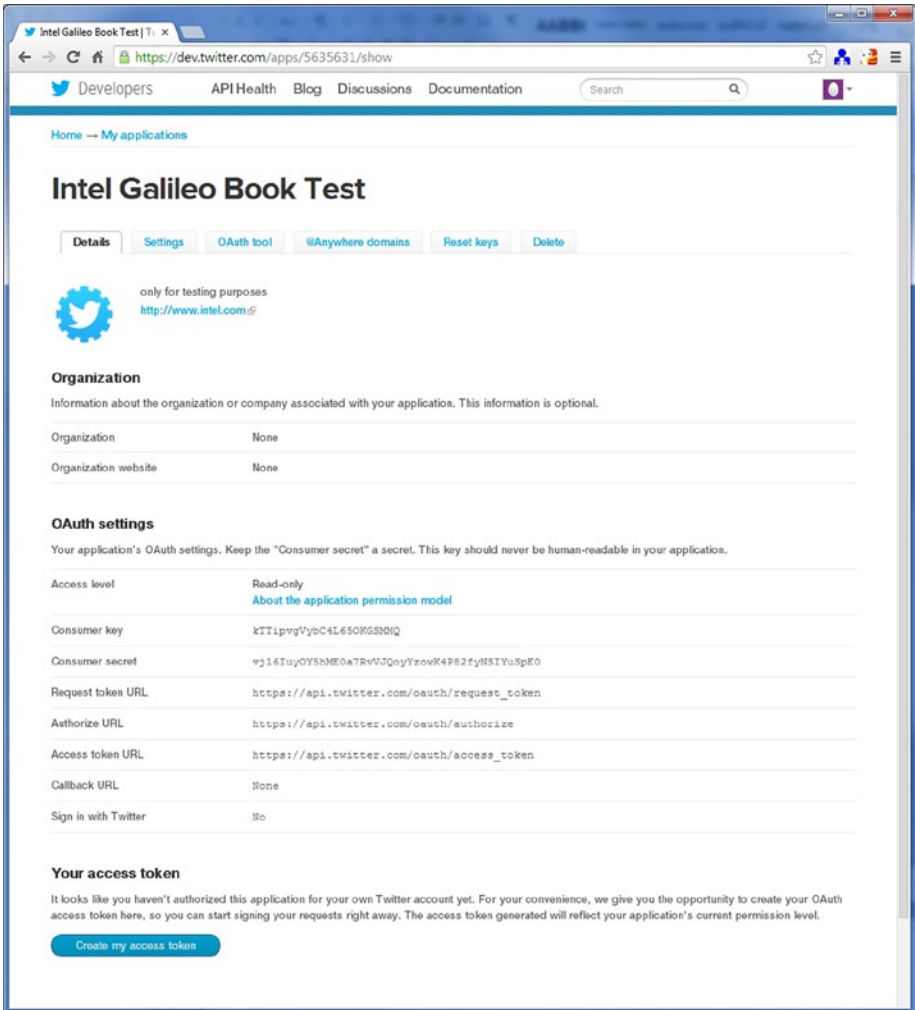 Intel Galileo Book Test | Tw
https://dev.twitter.com/apps/5635631/show
Developers API Health Blog Discussions Documentation Search
Home → My applications
Intel Galileo Book Test
Details Settings OAuth tool @Anywhere domains Reset keys Delete
only for testing purposes
http://www.intel.com
Organization
Information about the organization or company associated with your application. This information is optional.
Organization None
Organization website None
OAuth settings
Your application's OAuth settings. Keep the "Consumer secret" a secret. This key should never be human-readable in your application.
Access level Read-only
About the application permission model
Consumer key
Consumer secret
Request token URL https://api.twitter.com/oauth/request_token
Authorize URL https://api.twitter.com/oauth/authorize
Access token URL https://api.twitter.com/oauth/access_token
Callback URL None
Sign in with Twitter No
Your access token
It looks like you haven't authorized this application for your own Twitter account yet. For your convenience, we give you the opportunity to create your OAuth
access token here, so you can start signing your requests right away. The access token generated will reflect your application's current permission level.
Create my access token